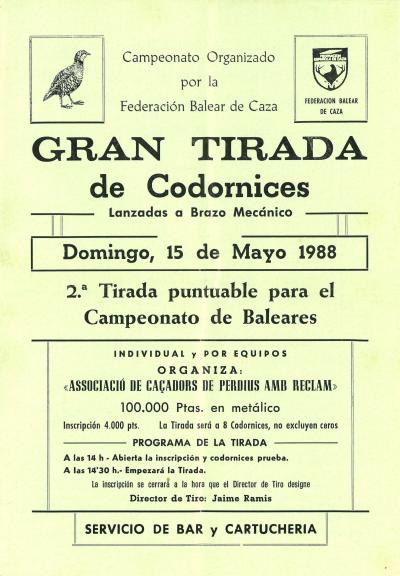 Campeonato Organizado
por la
Federación Balear de Caza
FEDERACION BALEAR
DE CAZA
GRAN TIRADA
de Codornices
Lanzadas a Brazo Mecánico
Domingo, 15 de Mayo 1988
2.ª Tirada puntuable para el
Campeonato de Baleares
INDIVIDUAL y POR EQUIPOS
ORGANIZA:
«ASSOCIACIÓ DE CAÇADORS DE PERDIUS AMB RECLAM»
100.000 Ptas. en metálico
Inscripción 4.000 pts. La Tirada será a 8 Codornices, no excluyen ceros
PROGRAMA DE LA TIRADA
A las 14 h - Abierta la inscripción y codornices prueba.
A las 14'30 h.- Empezará la Tirada.
La inscripción se cerrará a la hora que el Director de Tiro designe
Director de Tiro: Jaime Ramis
SERVICIO DE BAR y CARTUCHERIA